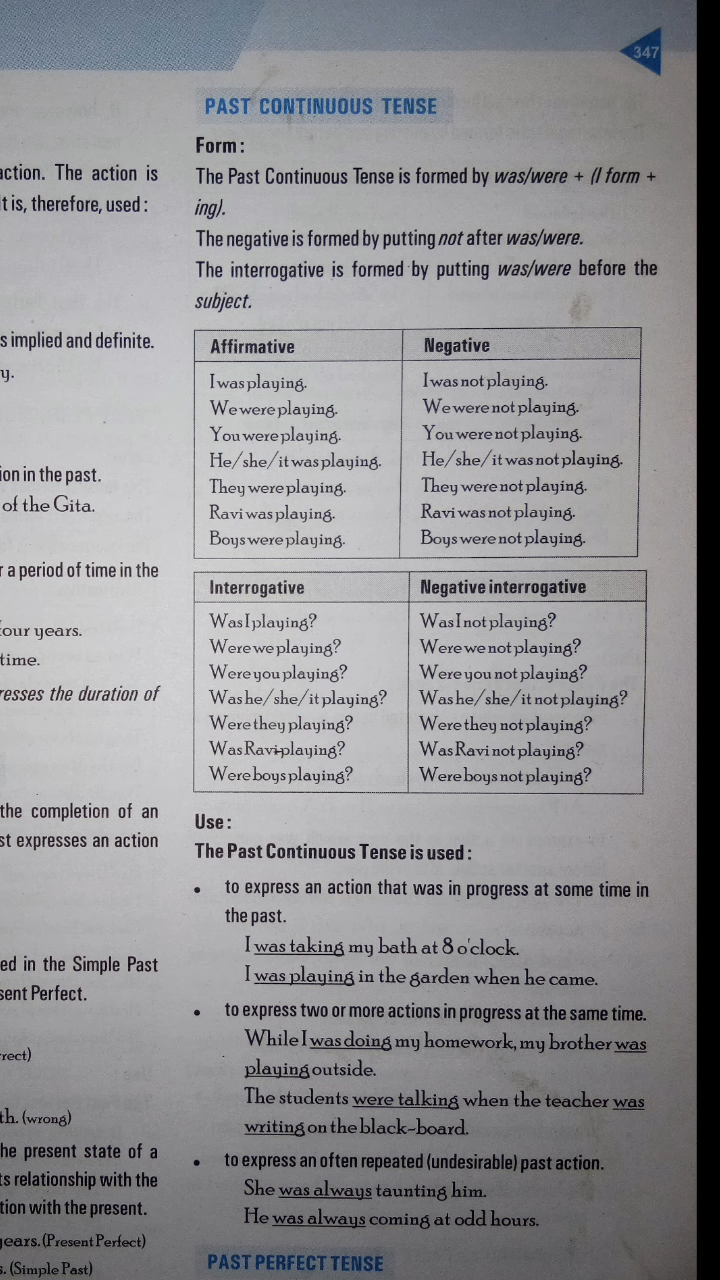 347
action. The action is
t is, therefore, used :
s implied and definite.
y.
ion in the past.
of the Gita.
r a period of time in the
four years.
time.
resses the duration of
the completion of an
st expresses an action
ed in the Simple Past
sent Perfect.
rrect)
th. (wrong)
he present state of a
ts relationship with the
tion with the present.
years. (Present Perfect)
s. (Simple Past)
PAST CONTINUOUS TENSE
Form :
The Past Continuous Tense is formed by was/were + (I form +
ing).
The negative is formed by putting not after was/were.
The interrogative is formed by putting was/were before the
subject.
Affirmative
I was playing.
We were playing.
You were playing.
He/she/it was playing.
They were playing.
Ravi was playing.
Boys were playing.
Negative
I was not playing.
We were not playing.
You were not playing.
He/she/it was not playing.
They were not playing.
Ravi was not playing.
Boys were not playing.
Interrogative
Was I playing?
Were we playing?
Were you playing?
Was he/she/it playing?
Were they playing?
Was Ravi playing?
Were boys playing?
Negative interrogative
Was I not playing?
Were we not playing?
Were you not playing?
Was he/she/it not playing?
Were they not playing?
Was Ravi not playing?
Were boys not playing?
Use :
The Past Continuous Tense is used :
• to express an action that was in progress at some time in
the past.
I was taking my bath at 8 o'clock.
I was playing in the garden when he came.
• to express two or more actions in progress at the same time.
While I was doing my homework, my brother was
playing outside.
The students were talking when the teacher was
writing on the black-board.
• to express an often repeated (undesirable) past action.
She was always taunting him.
He was always coming at odd hours.
PAST PERFECT TENSE